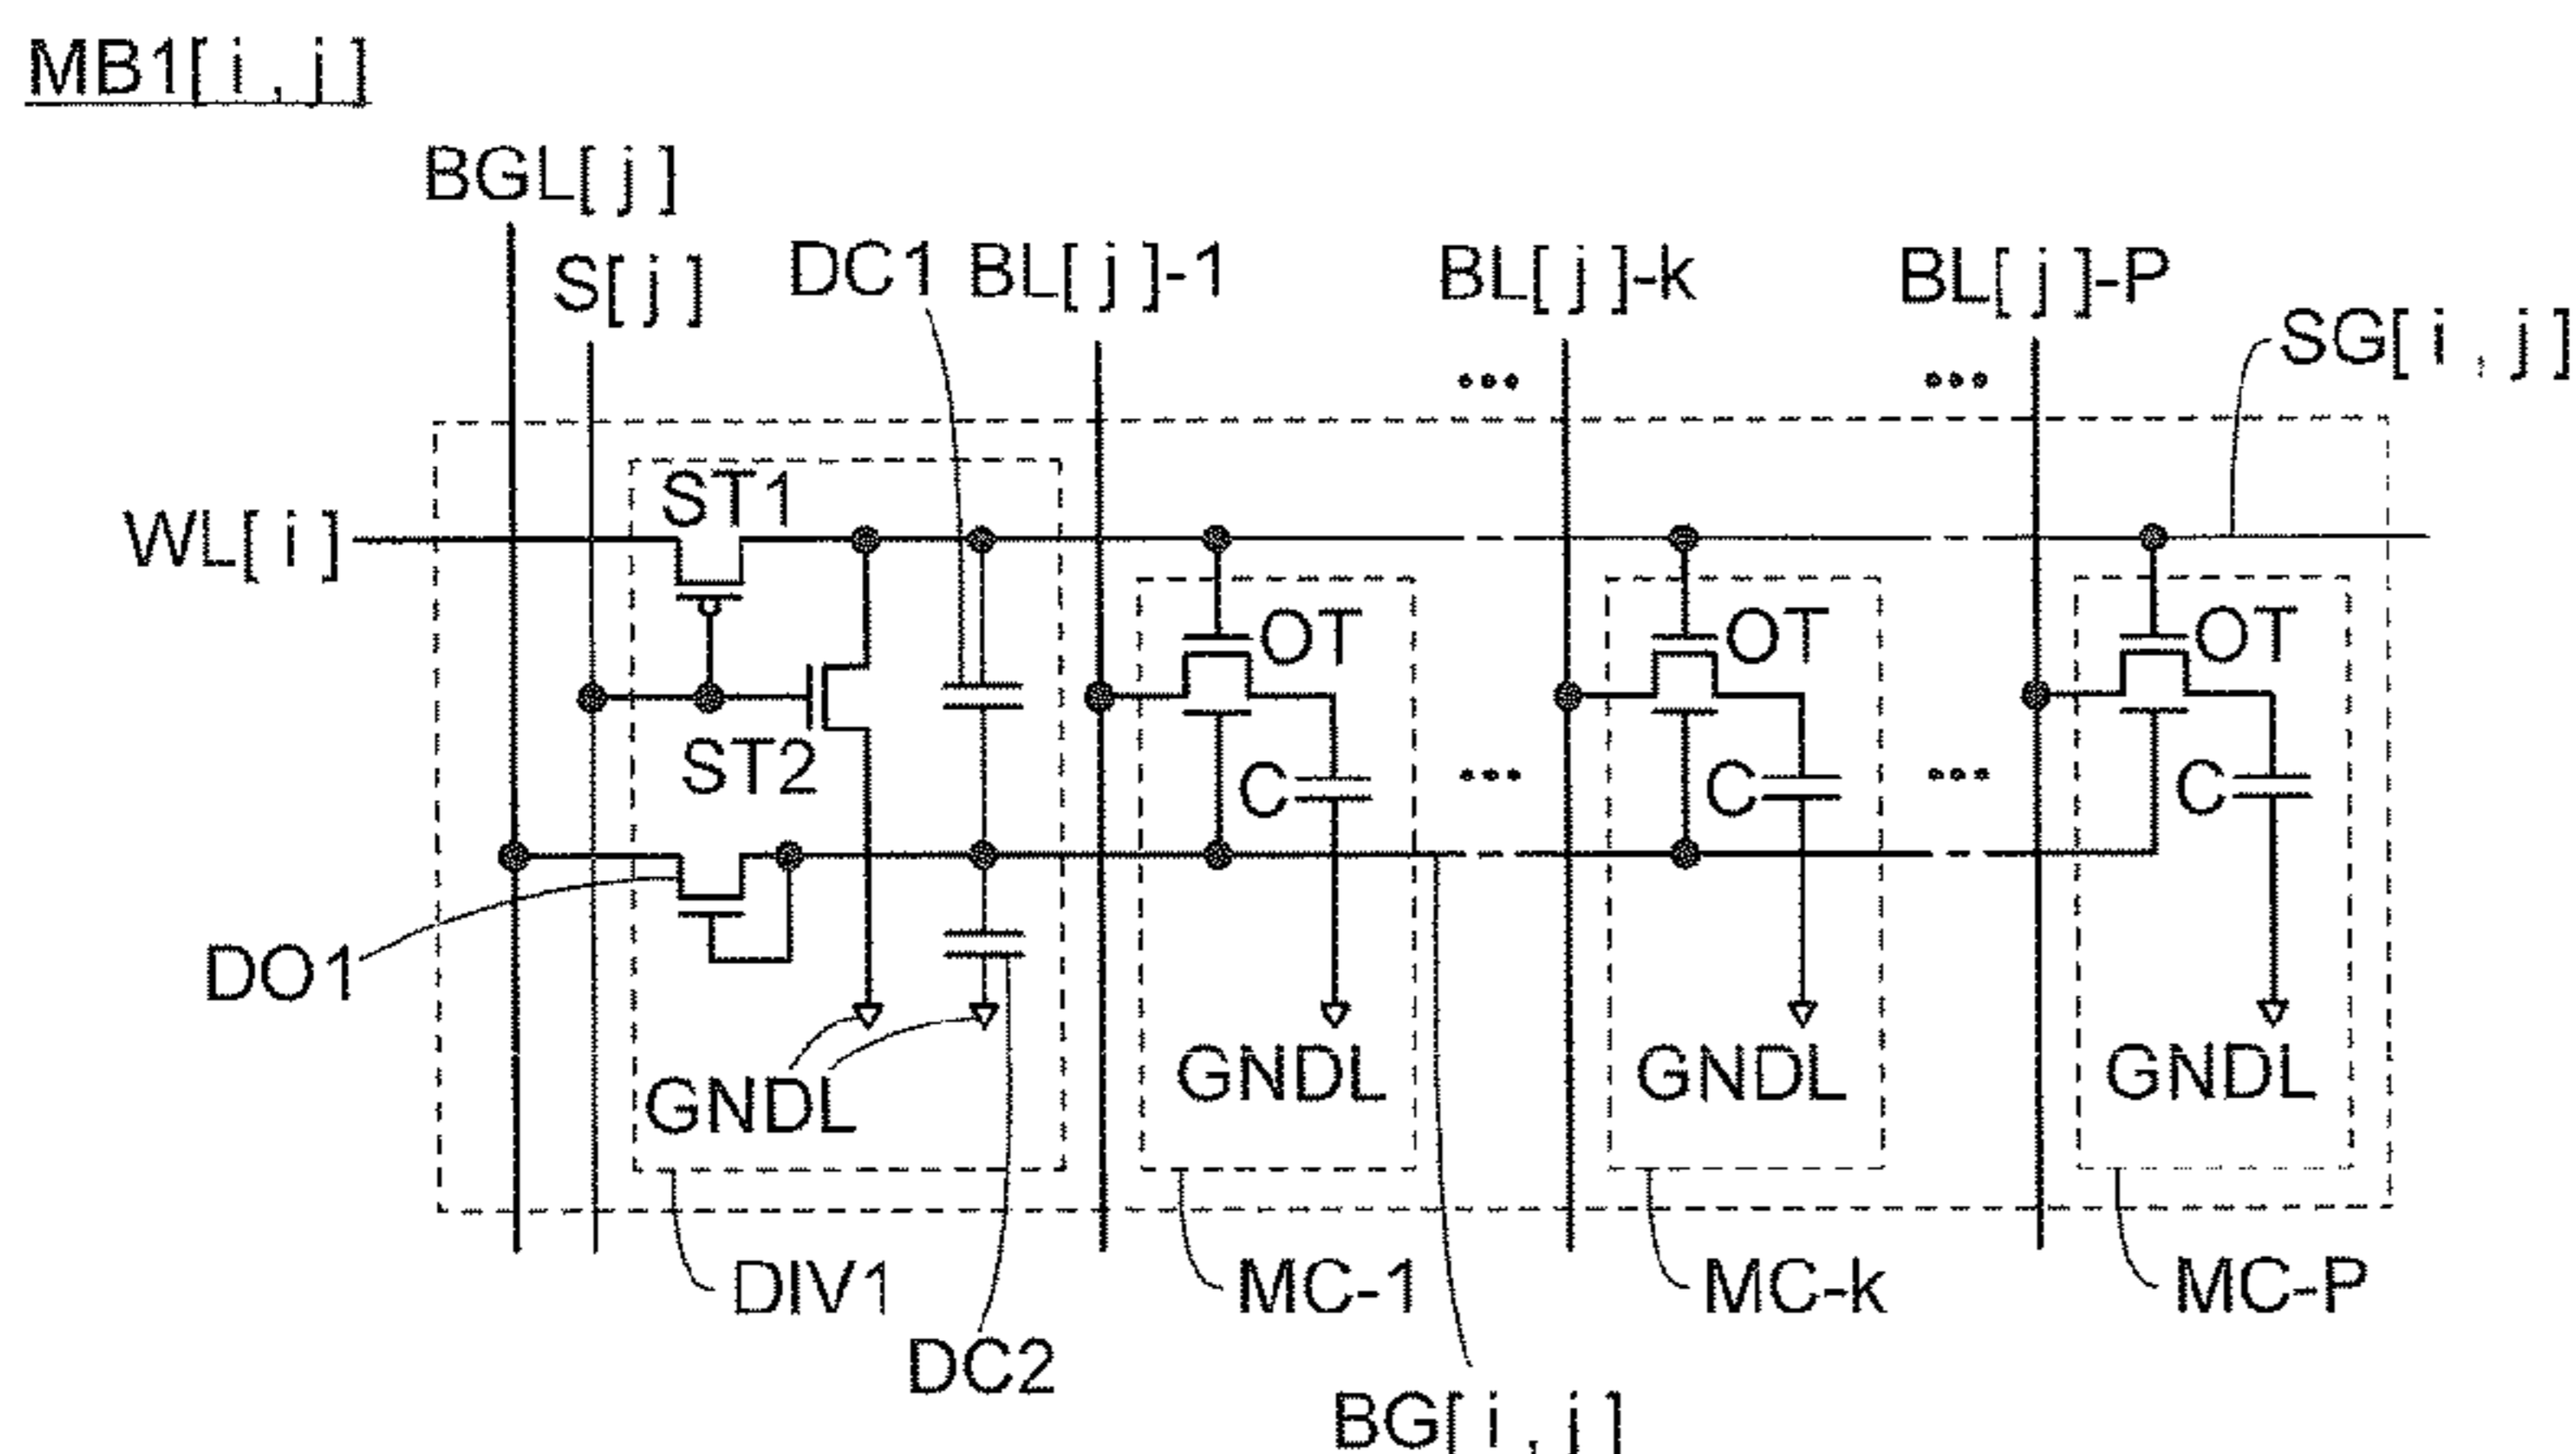 MB1[ i , j ]
BGL[ j ]
S[ j ]
DC1
BL[ j ]-1
BL[ j ]-k
BL[ j ]-P
SG[ i , j ]
•••
•••
WL[ i ]
ST1
OT
OT
OT
ST2
C
•••
C
•••
C
DO1
GNDL
GNDL
GNDL
GNDL
DIV1
MC-1
MC-k
MC-P
DC2
BG[ i , j ]